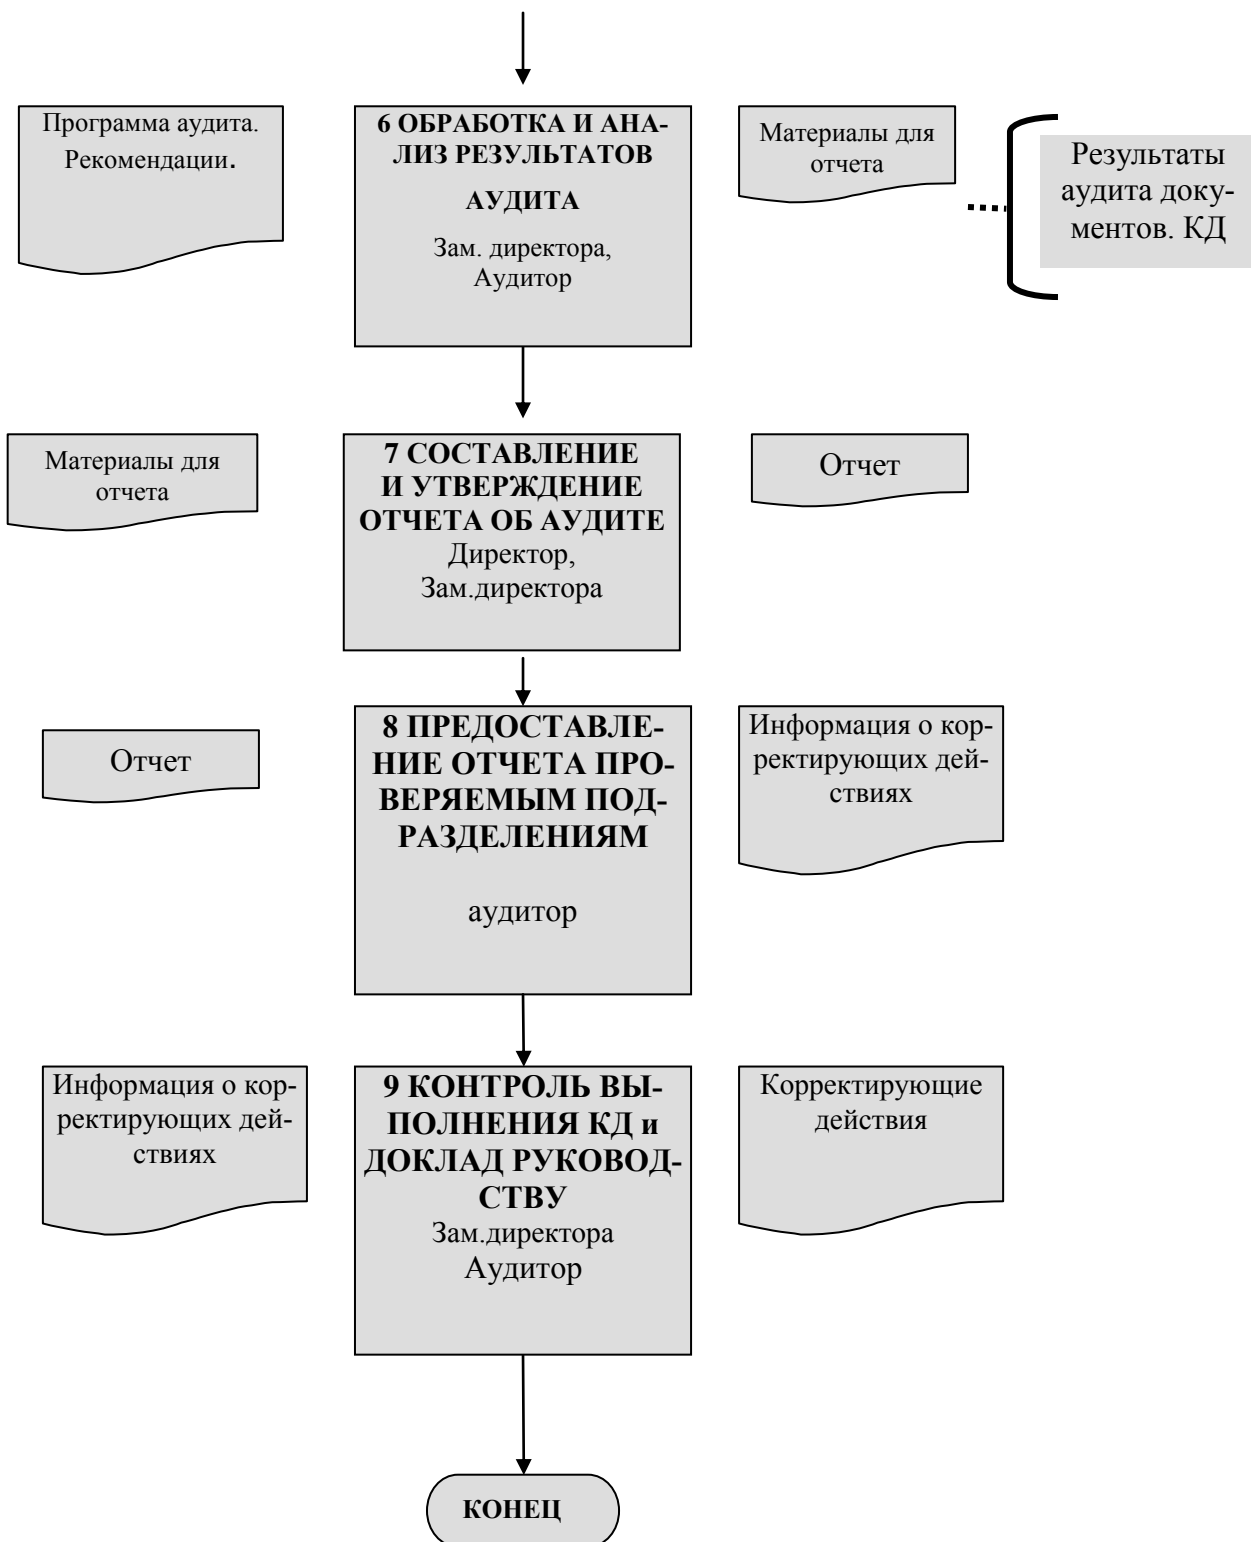 Программа аудита.
Рекомендации.
6 ОБРАБОТКА И АНА-
ЛИЗ РЕЗУЛЬТАТОВ
АУДИТА
Зам. директора,
Аудитор
Материалы для
отчета
Результаты
аудита доку-
ментов. КД
Материалы для
отчета
7 СОСТАВЛЕНИЕ
И УТВЕРЖДЕНИЕ
ОТЧЕТА ОБ АУДИТЕ
Директор,
Зам.директора
Отчет
Отчет
8 ПРЕДОСТАВЛЕ-
НИЕ ОТЧЕТА ПРО-
ВЕРЯЕМЫМ ПОД-
РАЗДЕЛЕНИЯМ
аудитор
Информация о кор-
ректирующих дей-
ствиях
Информация о кор-
ректирующих дей-
ствиях
9 КОНТРОЛЬ ВЫ-
ПОЛНЕНИЯ КД и
ДОКЛАД РУКОВОД-
СТВУ
Зам.директора
Аудитор
Корректирующие
действия
КОНЕЦ